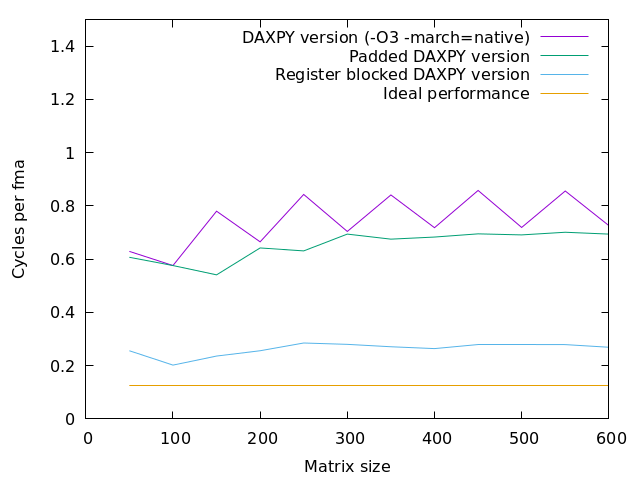 DAXPY version (-O3 -march=native)
Padded DAXPY version
Register blocked DAXPY version
Ideal performance
1.4
1.2
1
0.8
0.6
0.4
0.2
0
Cycles per fma
0 100 200 300 400 500 600
Matrix size